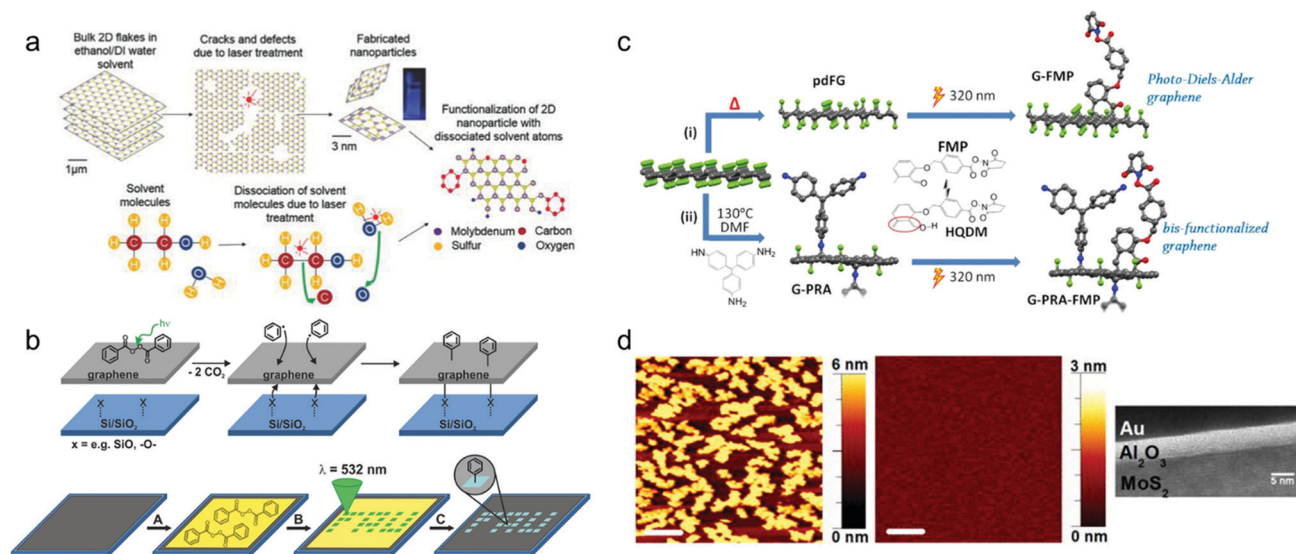 a
Bulk 2D flakes in
ethanol/DI water
solvent
Cracks and defects
due to laser treatment
Fabricated
nanoparticles
1µm
3 nm
Functionalization of 2D
nanoparticle with
dissociated solvent
atoms
Solvent
molecules
Dissociation of solvent
molecules due to laser
treatment
H H
H C C O H
H H
O
H H
H H
H C C O H
H H
H H
O
C O
Molybdenum Carbon
Sulfur Oxygen
b
hν
O
O
O
O
graphene
- 2 CO2
graphene
graphene
X X
Si/SiO2
X X
Si/SiO2
X X
Si/SiO2
x = e.g. SiO, -O-
λ = 532 nm
A
B
C
c
(i)
Δ
pdFG
320 nm
G-FMP
Photo-Diels-Alder
graphene
FMP
HQDM
(ii)
130°C
DMF
HN
NH2
NH2
G-PRA
320 nm
G-PRA-FMP
bis-functionalized
graphene
d
6 nm
0 nm
3 nm
0 nm
Au
Al2O3
MoS2
5 nm